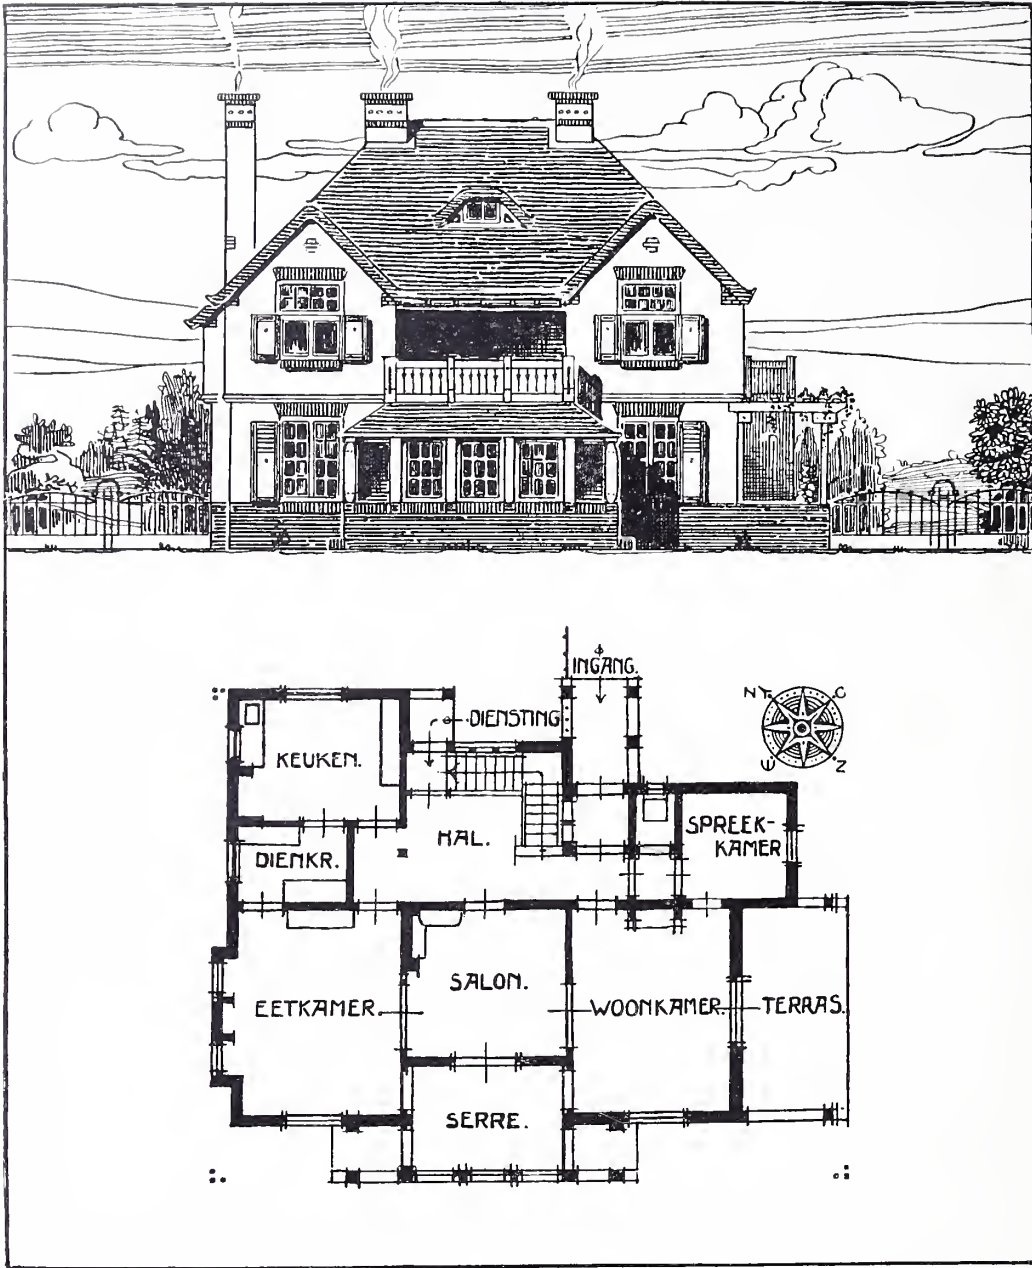 INGANG.
N
O
DIENSTING
KEUKEN.
W
Z
SPREEK-
KAMER
HAL.
DIENKR.
SALON.
EETKAMER.
WOONKAMER.
TERRAS.
SERRE.